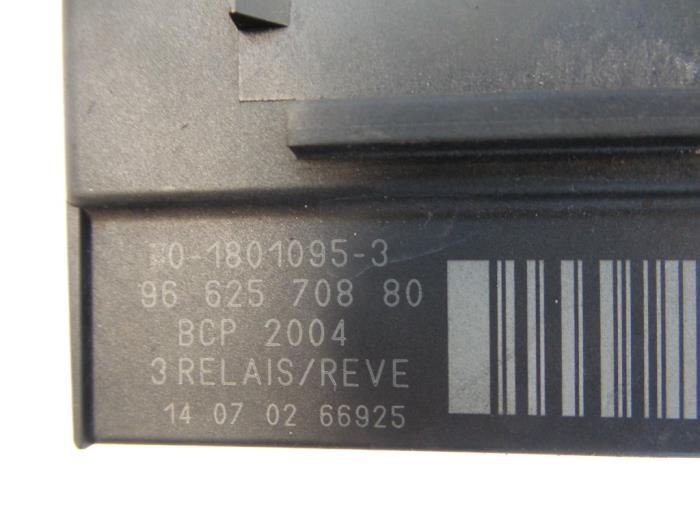 0-1801095-3
96 625 708 80
BCP 2004
3 RELAIS/REVE
14 07 02 66925